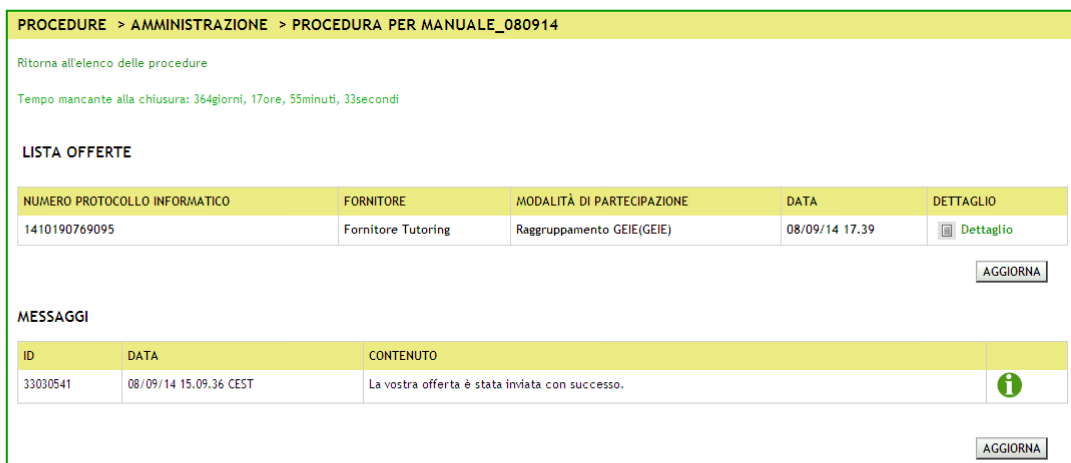 PROCEDURE > AMMINISTRAZIONE > PROCEDURA PER MANUALE_080914
Ritorna all'elenco delle procedure
Tempo mancante alla chiusura: 364giorni, 17ore, 55minuti, 33secondi
LISTA OFFERTE
NUMERO PROTOCOLLO INFORMATICO FORNITORE MODALITÀ DI PARTECIPAZIONE DATA DETTAGLIO
1410190769095 Fornitore Tutoring Raggruppamento GEIE(GEIE) 08/09/14 17.39 Dettaglio
AGGIORNA
MESSAGGI
ID DATA CONTENUTO
33030541 08/09/14 15.09.36 CEST La vostra offerta è stata inviata con successo.
AGGIORNA